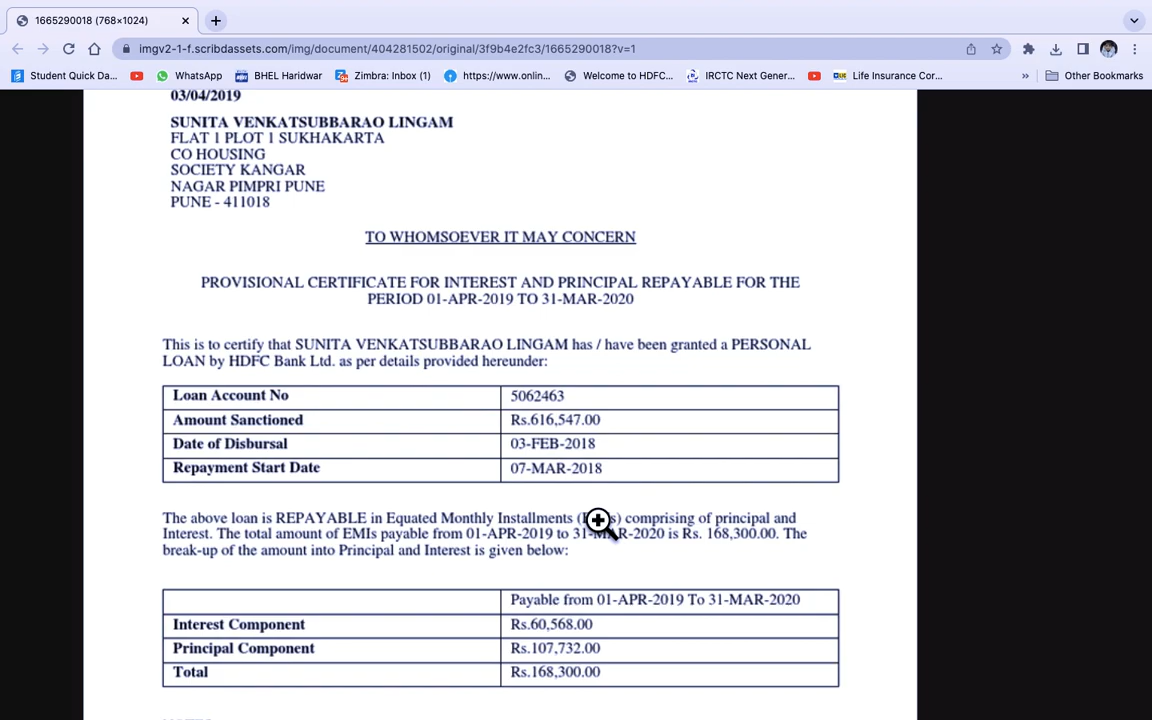 1665290018 (768×1024)
imgv2-1-f.scribdassets.com/img/document/404281502/original/3f9b4e2fc3/1665290018?v=1
Student Quick Da... WhatsApp BHEL Haridwar Zimbra: Inbox (1) https://www.onlin... Welcome to HDFC... IRCTC Next Gener... Life Insurance Cor... » Other Bookmarks
03/04/2019
SUNITA VENKATSUBBARAO LINGAM
FLAT 1 PLOT 1 SUKHAKARTA
CO HOUSING
SOCIETY KANGAR
NAGAR PIMPRI PUNE
PUNE - 411018
TO WHOMSOEVER IT MAY CONCERN
PROVISIONAL CERTIFICATE FOR INTEREST AND PRINCIPAL REPAYABLE FOR THE
PERIOD 01-APR-2019 TO 31-MAR-2020
This is to certify that SUNITA VENKATSUBBARAO LINGAM has / have been granted a PERSONAL
LOAN by HDFC Bank Ltd. as per details provided hereunder:
Loan Account No 5062463
Amount Sanctioned Rs.616,547.00
Date of Disbursal 03-FEB-2018
Repayment Start Date 07-MAR-2018
The above loan is REPAYABLE in Equated Monthly Installments comprising of principal and
Interest. The total amount of EMIs payable from 01-APR-2019 to 31-MAR-2020 is Rs. 168,300.00. The
break-up of the amount into Principal and Interest is given below:
Payable from 01-APR-2019 To 31-MAR-2020
Interest Component Rs.60,568.00
Principal Component Rs.107,732.00
Total Rs.168,300.00